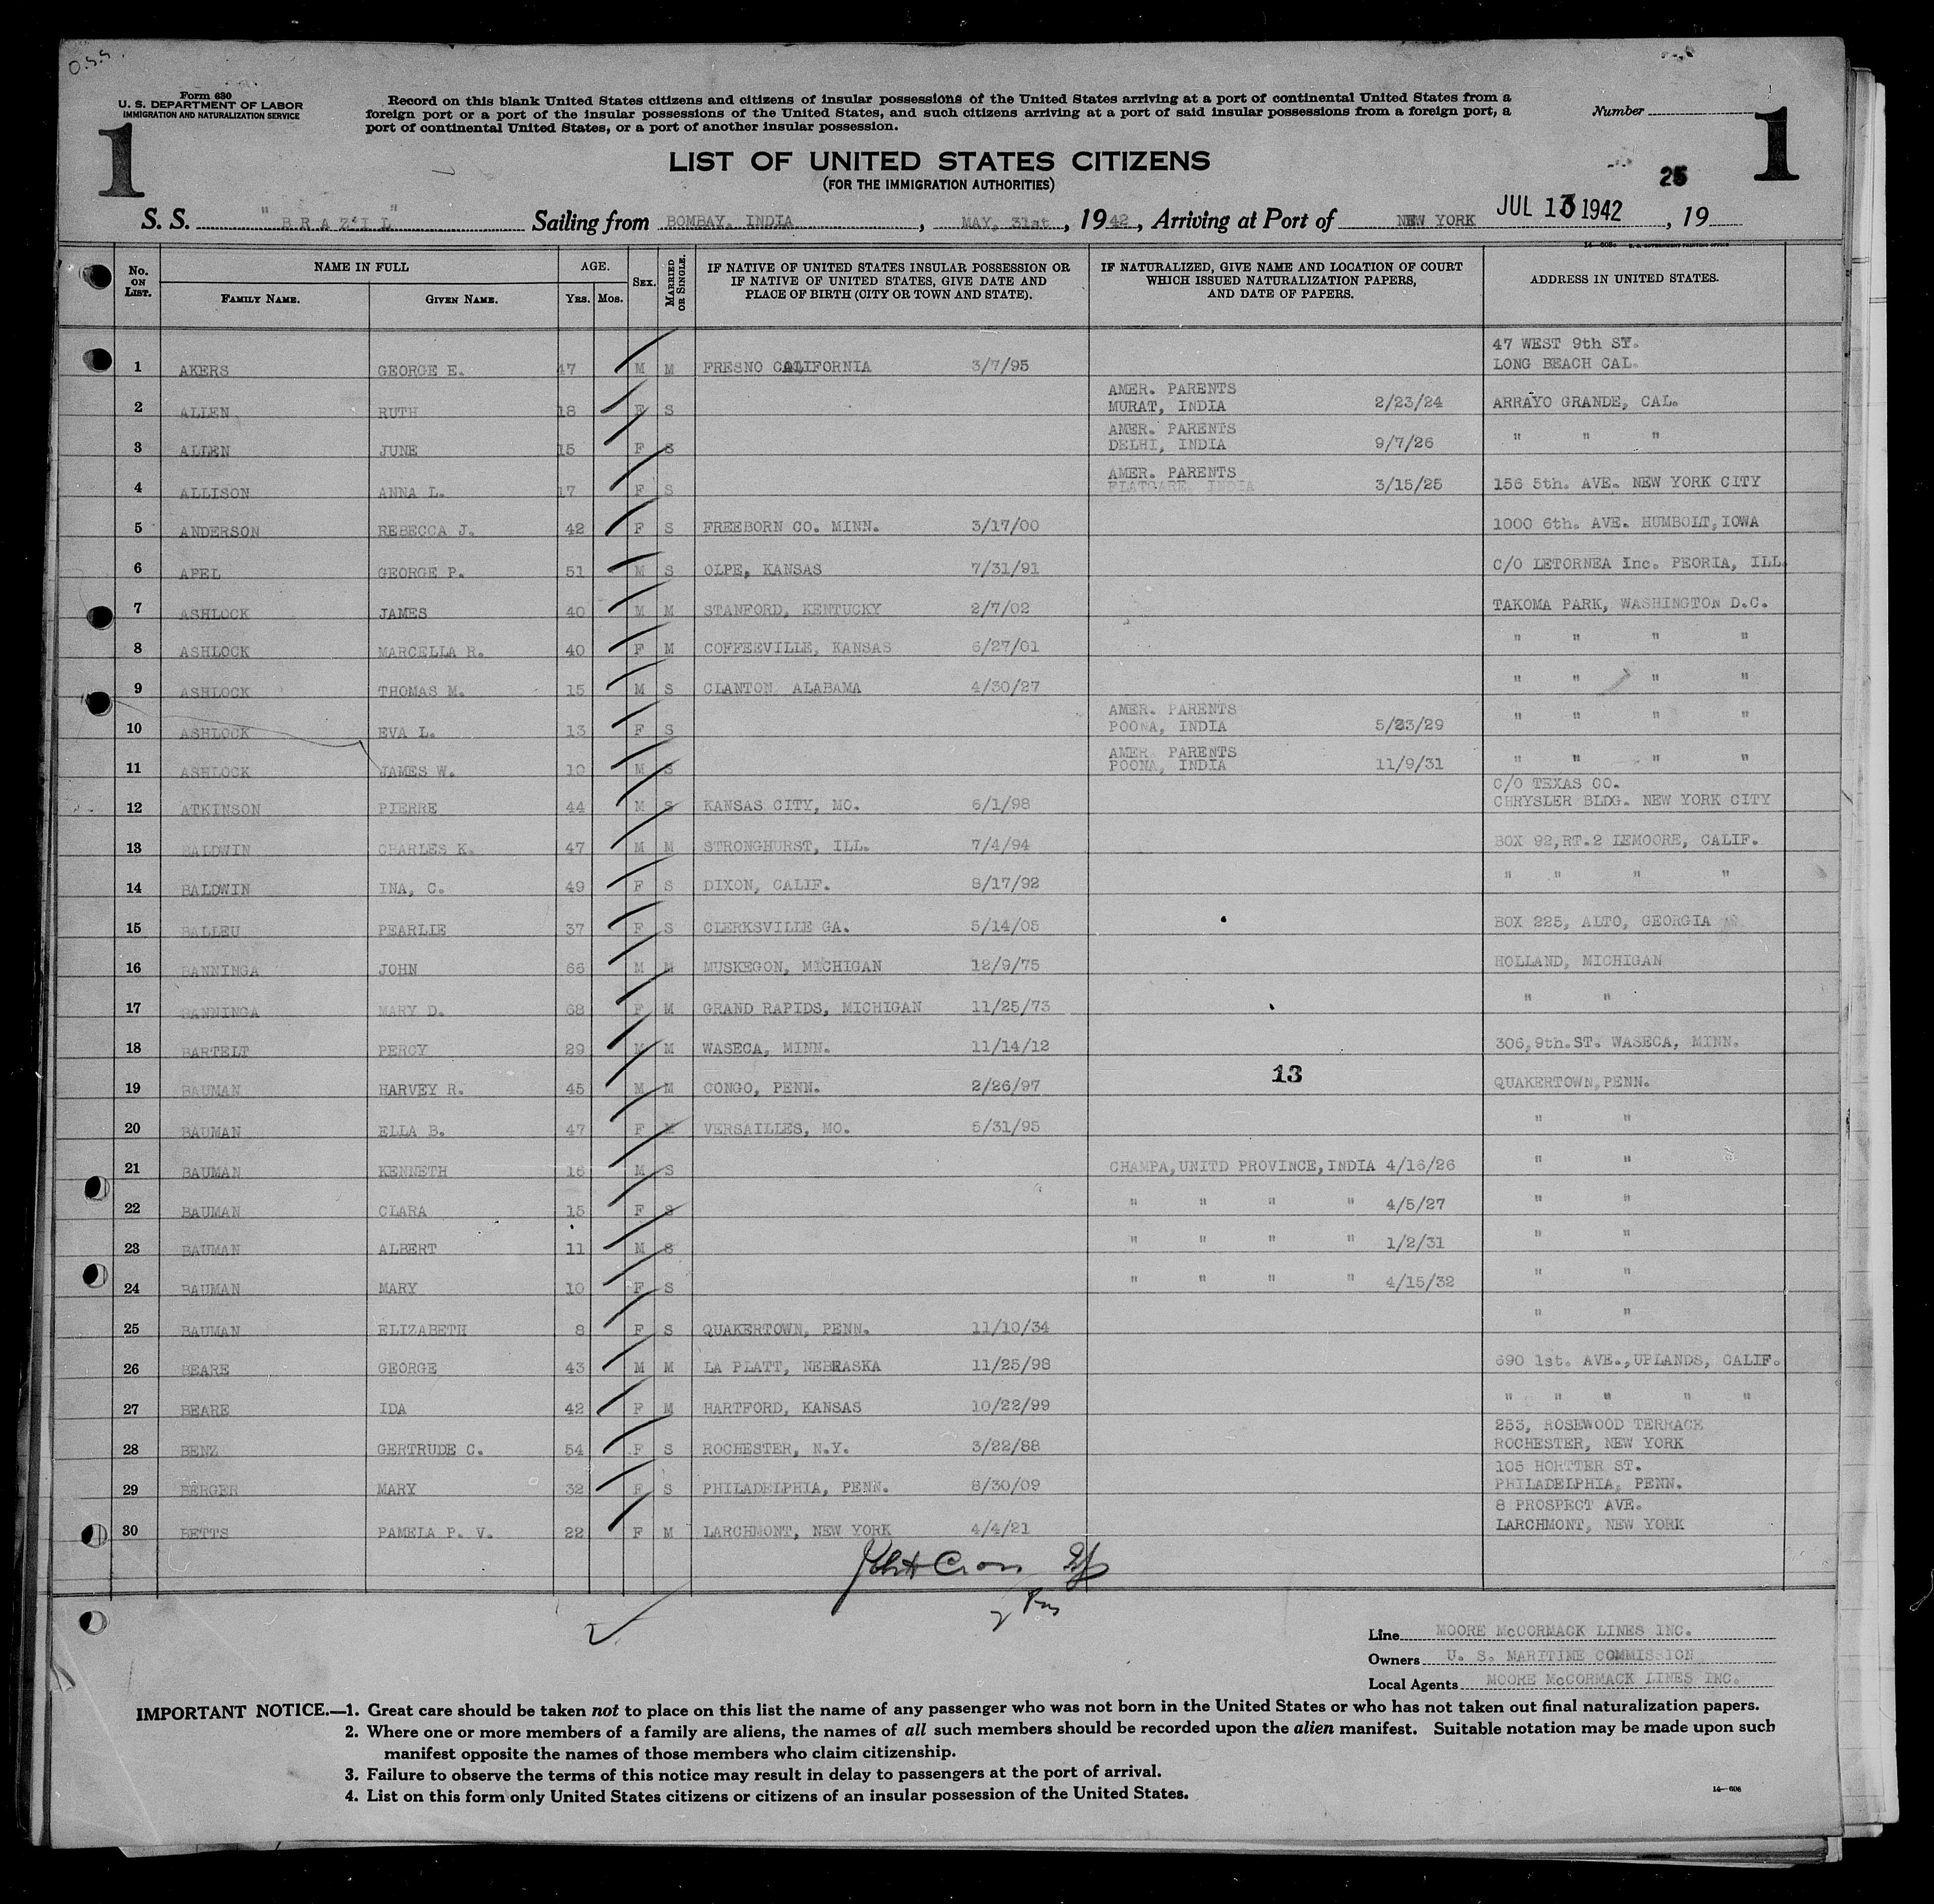 O.S.S.
Form 630
U. S. DEPARTMENT OF LABOR
IMMIGRATION AND NATURALIZATION SERVICE
1
Record on this blank United States citizens and citizens of insular possessions of the United States arriving at a port of continental United States from a
foreign port or a port of the insular possessions of the United States, and such citizens arriving at a port of said insular possessions from a foreign port, a
port of continental United States, or a port of another insular possession.
Number
1
LIST OF UNITED STATES CITIZENS
(FOR THE IMMIGRATION AUTHORITIES)
25
S. S. "BRAZIL" Sailing from BOMBAY, INDIA, MAY, 31st, 1942, Arriving at Port of NEW YORK JUL 13 1942, 19
No. ON LIST. NAME IN FULL AGE. SEX. MARRIED OR SINGLE. IF NATIVE OF UNITED STATES INSULAR POSSESSION OR IF NATIVE OF UNITED STATES, GIVE DATE AND PLACE OF BIRTH (CITY OR TOWN AND STATE). IF NATURALIZED, GIVE NAME AND LOCATION OF COURT WHICH ISSUED NATURALIZATION PAPERS, AND DATE OF PAPERS. ADDRESS IN UNITED STATES.
FAMILY NAME. GIVEN NAME. YRS. MOS.
47 WEST 9th SY.
1 AKERS GEORGE E. 47 M M FRESNO CALIFORNIA 3/7/95 LONG BEACH CAL.
AMER. PARENTS
2 ALLEN RUTH 18 F S MURAT, INDIA 2/23/24 ARRAYO GRANDE, CAL.
AMER. PARENTS
3 ALLEN JUNE 15 F S DELHI, INDIA 9/7/26 " " "
AMER. PARENTS
4 ALLISON ANNA L. 17 F S INDIA 3/15/25 156 5th. AVE. NEW YORK CITY
5 ANDERSON REBECCA J. 42 F S FREEBORN CO. MINN. 3/17/00 1000 6th. AVE. HUMBOLT, IOWA
6 APEL GEORGE P. 51 M S OLPE, KANSAS 7/31/91 C/O LETORNEA Inc. PEORIA, ILL.
7 ASHLOCK JAMES 40 M M STANFORD, KENTUCKY 2/7/02 TAKOMA PARK, WASHINGTON D.C.
8 ASHLOCK MARCELLA R. 40 F M COFFEEVILLE, KANSAS 6/27/01 " " " "
9 ASHLOCK THOMAS M. 15 M S CLANTON ALABAMA 4/30/27 " " " "
AMER. PARENTS
10 ASHLOCK EVA L. 13 F S POONA, INDIA 5/23/29 " " " "
AMER. PARENTS
11 ASHLOCK JAMES W. 10 M S POONA, INDIA 11/9/31 " " " "
C/O TEXAS CO.
12 ATKINSON PIERRE 44 M S KANSAS CITY, MO. 6/1/98 CHRYSLER BLDG. NEW YORK CITY
13 BALDWIN CHARLES K. 47 M M STRONGHURST, ILL. 7/4/94 BOX 92, RT.2 LEMOORE, CALIF.
14 BALDWIN INA, C. 49 F S DIXON, CALIF. 8/17/92 " " " "
15 BALLEU PEARLIE 37 F S CLERKSVILLE GA. 5/14/05 BOX 225, ALTO, GEORGIA
16 BANNINGA JOHN 66 M M MUSKEGON, MICHIGAN 12/9/75 HOLLAND, MICHIGAN
17 BANNINGA MARY D. 68 F M GRAND RAPIDS, MICHIGAN 11/25/73 " "
18 BARTELT PERCY 29 M M WASECA, MINN. 11/14/12 306, 9th. ST. WASECA, MINN.
13
19 BAUMAN HARVEY R. 45 M M CONGO, PENN. 2/26/97 QUAKERTOWN, PENN.
20 BAUMAN ELLA B. 47 F M VERSAILLES, MO. 5/31/95 " "
21 BAUMAN KENNETH 16 M S CHAMPA, UNITD PROVINCE, INDIA 4/16/26 " "
22 BAUMAN CLARA 15 F S " " " " 4/5/27 " "
23 BAUMAN ALBERT 11 M S " " " " 1/2/31 " "
24 BAUMAN MARY 10 F S " " " " 4/15/32 " "
25 BAUMAN ELIZABETH 8 F S QUAKERTOWN, PENN. 11/10/34 " "
26 BEARE GEORGE 43 M M LA PLATT, NEBRASKA 11/25/98 690 1st. AVE., UPLANDS, CALIF.
27 BEARE IDA 42 F M HARTFORD, KANSAS 10/22/99 " " " " "
253, ROSEWOOD TERRACE
28 BENZ GERTRUDE C. 54 F S ROCHESTER, N.Y. 3/22/88 ROCHESTER, NEW YORK
105 HORTTER ST.
29 BERGER MARY 32 F S PHILADELPHIA, PENN. 8/30/09 PHILADELPHIA, PENN.
8 PROSPECT AVE.
30 BETTS PAMELA P. V. 22 F M LARCHMONT, NEW YORK 4/4/21 LARCHMONT, NEW YORK
Line MOORE McCORMACK LINES INC.
Owners U. S. MARITIME COMMISSION
Local Agents MOORE McCORMACK LINES INC.
IMPORTANT NOTICE.—1. Great care should be taken not to place on this list the name of any passenger who was not born in the United States or who has not taken out final naturalization papers.
2. Where one or more members of a family are aliens, the names of all such members should be recorded upon the alien manifest. Suitable notation may be made upon such
manifest opposite the names of those members who claim citizenship.
3. Failure to observe the terms of this notice may result in delay to passengers at the port of arrival.
4. List on this form only United States citizens or citizens of an insular possession of the United States.
14—608